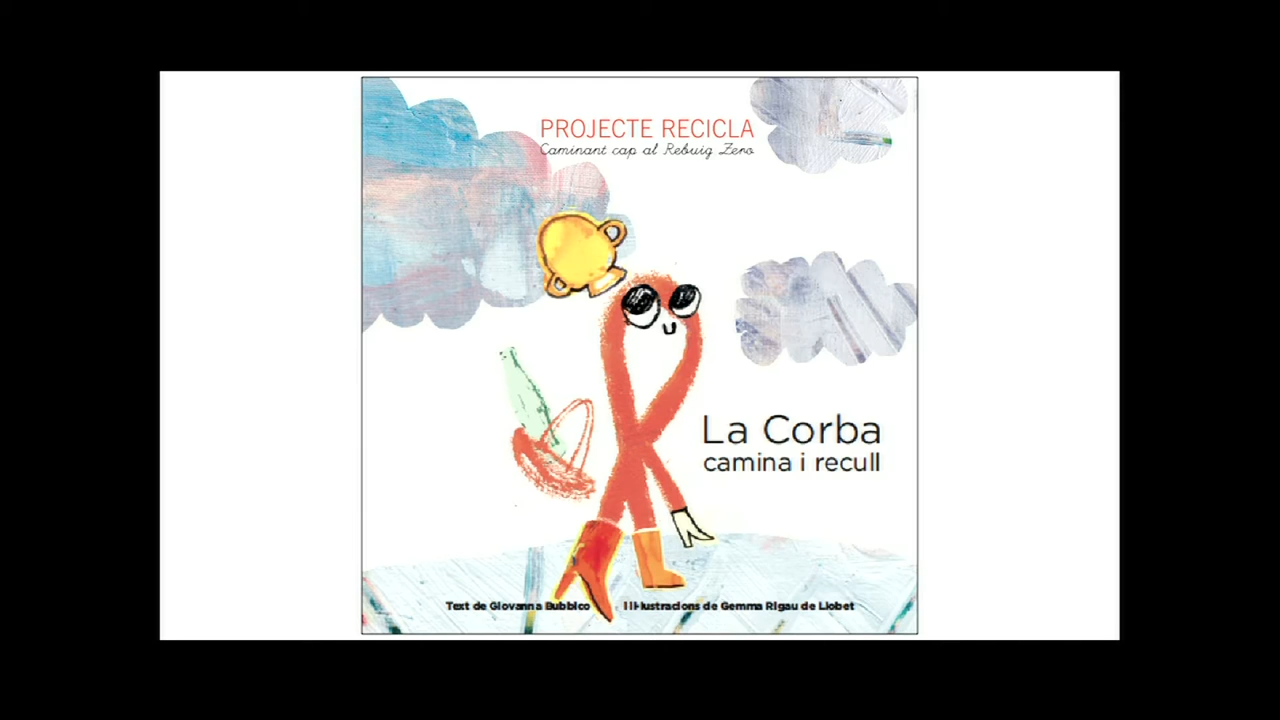 PROJECTE RECICLA
Caminant cap al Rebuig Zero
La Corba
camina i recull
Text de Giovanna Bubbico Il·lustracions de Gemma Rigau de Llobet